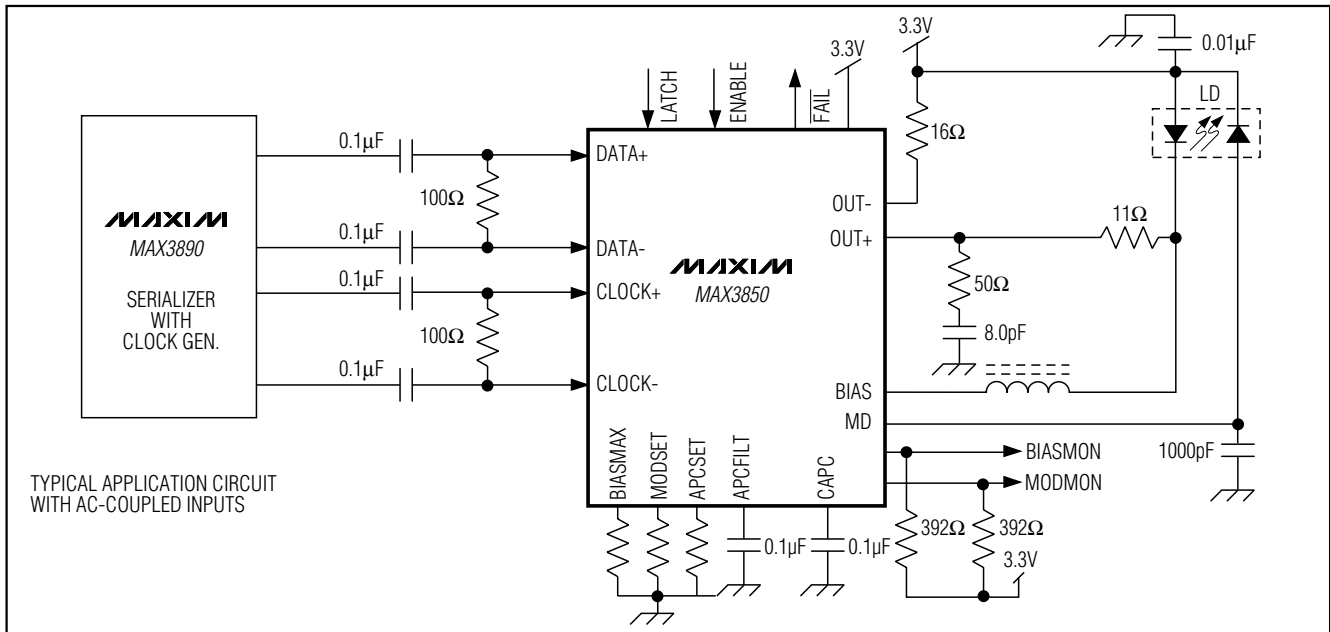 3.3V
0.01µF
3.3V
LATCH
ENABLE
FAIL
LD
0.1µF
16Ω
DATA+
100Ω
OUT-
11Ω
MAXIM
MAX3890
0.1µF
DATA-
OUT+
MAXIM
MAX3850
0.1µF
CLOCK+
50Ω
SERIALIZER
WITH
CLOCK GEN.
100Ω
8.0pF
0.1µF
CLOCK-
BIAS
MD
BIASMON
1000pF
MODMON
TYPICAL APPLICATION CIRCUIT
WITH AC-COUPLED INPUTS
BIASMAX
MODSET
APCSET
APCFILT
CAPC
392Ω
392Ω
0.1µF
0.1µF
3.3V